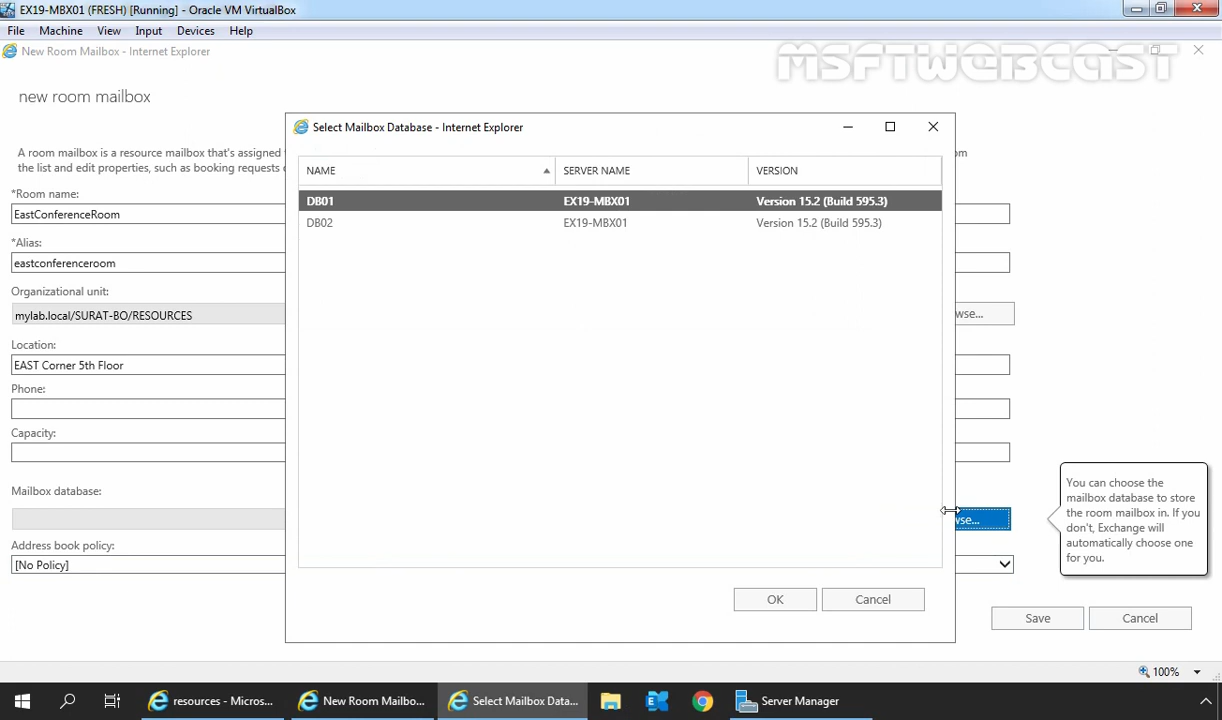 EX19-MBX01 (FRESH) [Running] - Oracle VM VirtualBox
File Machine View Input Devices Help
New Room Mailbox - Internet Explorer
MSFTWEBCAST
new room mailbox
Select Mailbox Database - Internet Explorer
A room mailbox is a resource mailbox that's assigned
the list and edit properties, such as booking requests
*Room name:
EastConferenceRoom
*Alias:
eastconferenceroom
Organizational unit:
mylab.local/SURAT-BO/RESOURCES
wse...
Location:
EAST Corner 5th Floor
Phone:
Capacity:
Mailbox database:
wse...
Address book policy:
[No Policy]
NAME SERVER NAME VERSION
DB01 EX19-MBX01 Version 15.2 (Build 595.3)
DB02 EX19-MBX01 Version 15.2 (Build 595.3)
OK Cancel
You can choose the
mailbox database to store
the room mailbox in. If you
don't, Exchange will
automatically choose one
for you.
Save Cancel
100%
resources - Micros...
New Room Mailbo...
Select Mailbox Data...
Server Manager